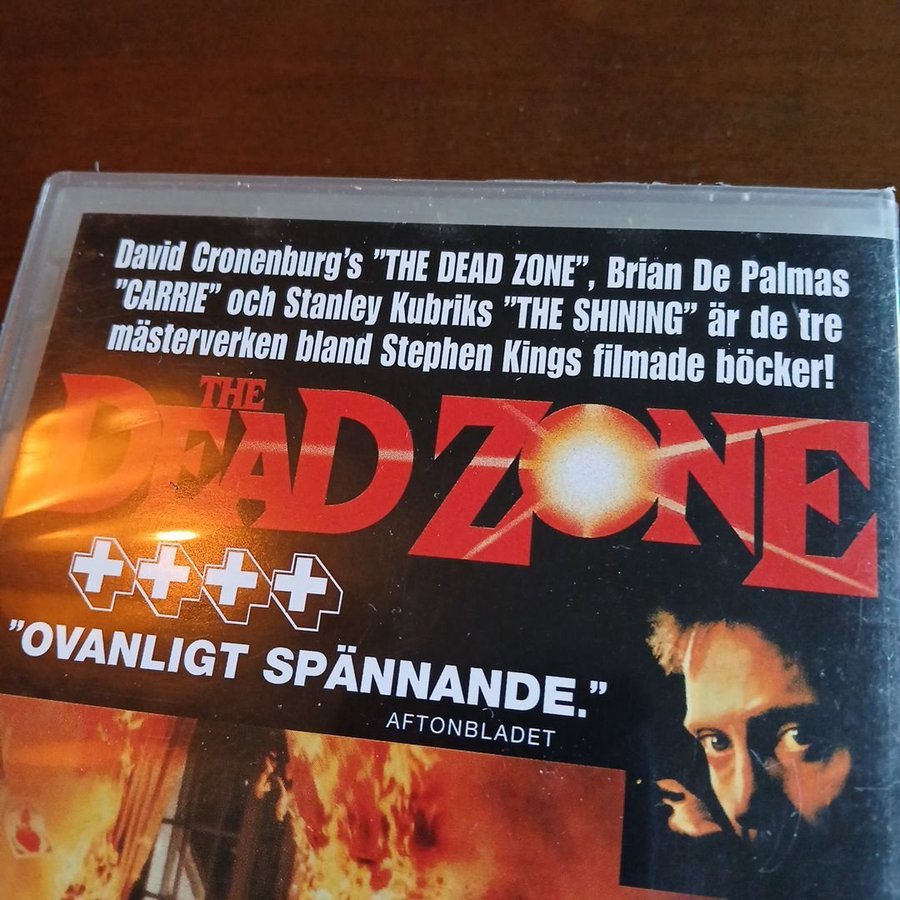 David Cronenburg's ”THE DEAD ZONE”, Brian De Palmas
”CARRIE” och Stanley Kubriks ”THE SHINING” är de tre
mästerverken bland Stephen Kings filmade böcker!
THE
DEAD ZONE
++++
”OVANLIGT SPÄNNANDE.”
AFTONBLADET